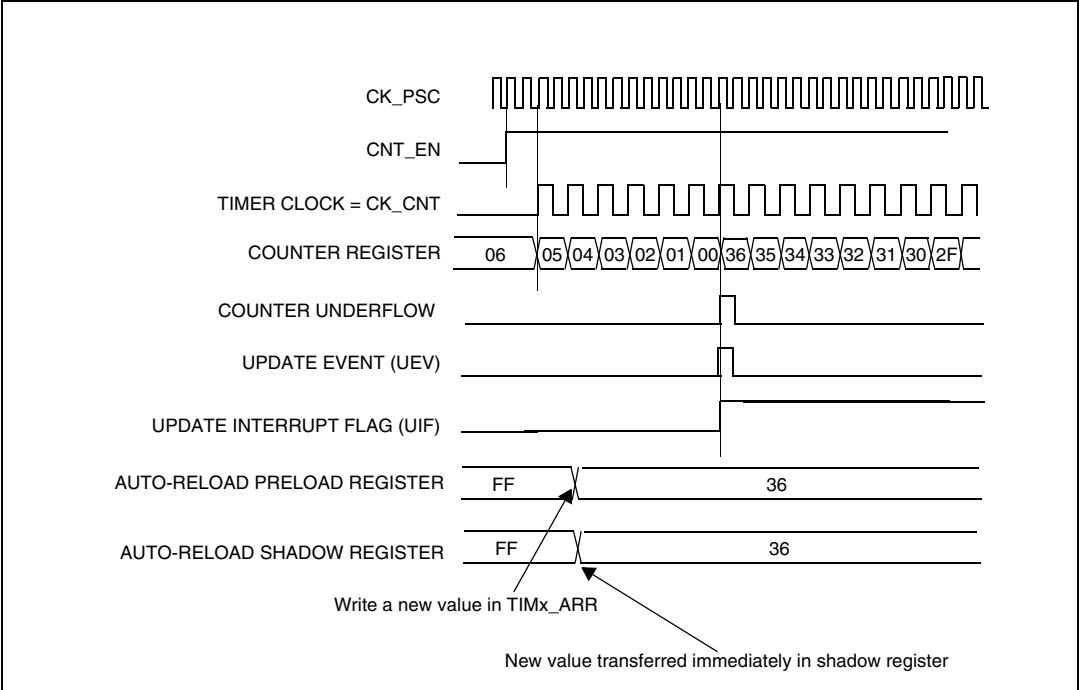 CK_PSC
CNT_EN
TIMER CLOCK = CK_CNT
COUNTER REGISTER 06 05 04 03 02 01 00 36 35 34 33 32 31 30 2F
COUNTER UNDERFLOW
UPDATE EVENT (UEV)
UPDATE INTERRUPT FLAG (UIF)
AUTO-RELOAD PRELOAD REGISTER FF 36
AUTO-RELOAD SHADOW REGISTER FF 36
Write a new value in TIMx_ARR
New value transferred immediately in shadow register